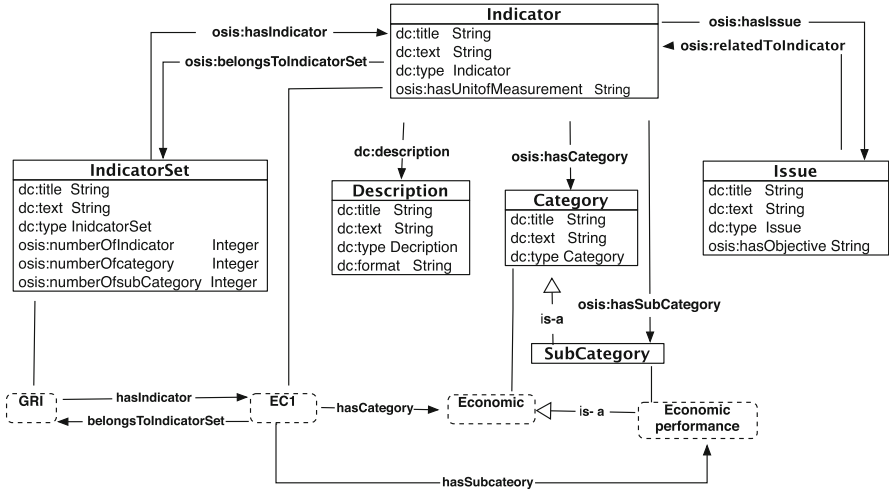 Indicator
dc:title String
dc:text String
dc:type Indicator
osis:hasUnitofMeasurement String
osis:hasIndicator
osis:belongsToIndicatorSet
osis:hasIssue
osis:relatedToIndicator
dc:description
osis:hasCategory
IndicatorSet
dc:title String
dc:text String
dc:type InidcatorSet
osis:numberOfIndicator Integer
osis:numberOfcategory Integer
osis:numberOfsubCategory Integer
Description
dc:title String
dc:text String
dc:type Decription
dc:format String
Category
dc:title String
dc:text String
dc:type Category
Issue
dc:title String
dc:text String
dc:type Issue
osis:hasObjective String
osis:hasSubCategory
is-a
SubCategory
GRI
hasIndicator
belongsToIndicatorSet
EC1
hasCategory
Economic
is- a
Economic
performance
hasSubcateory